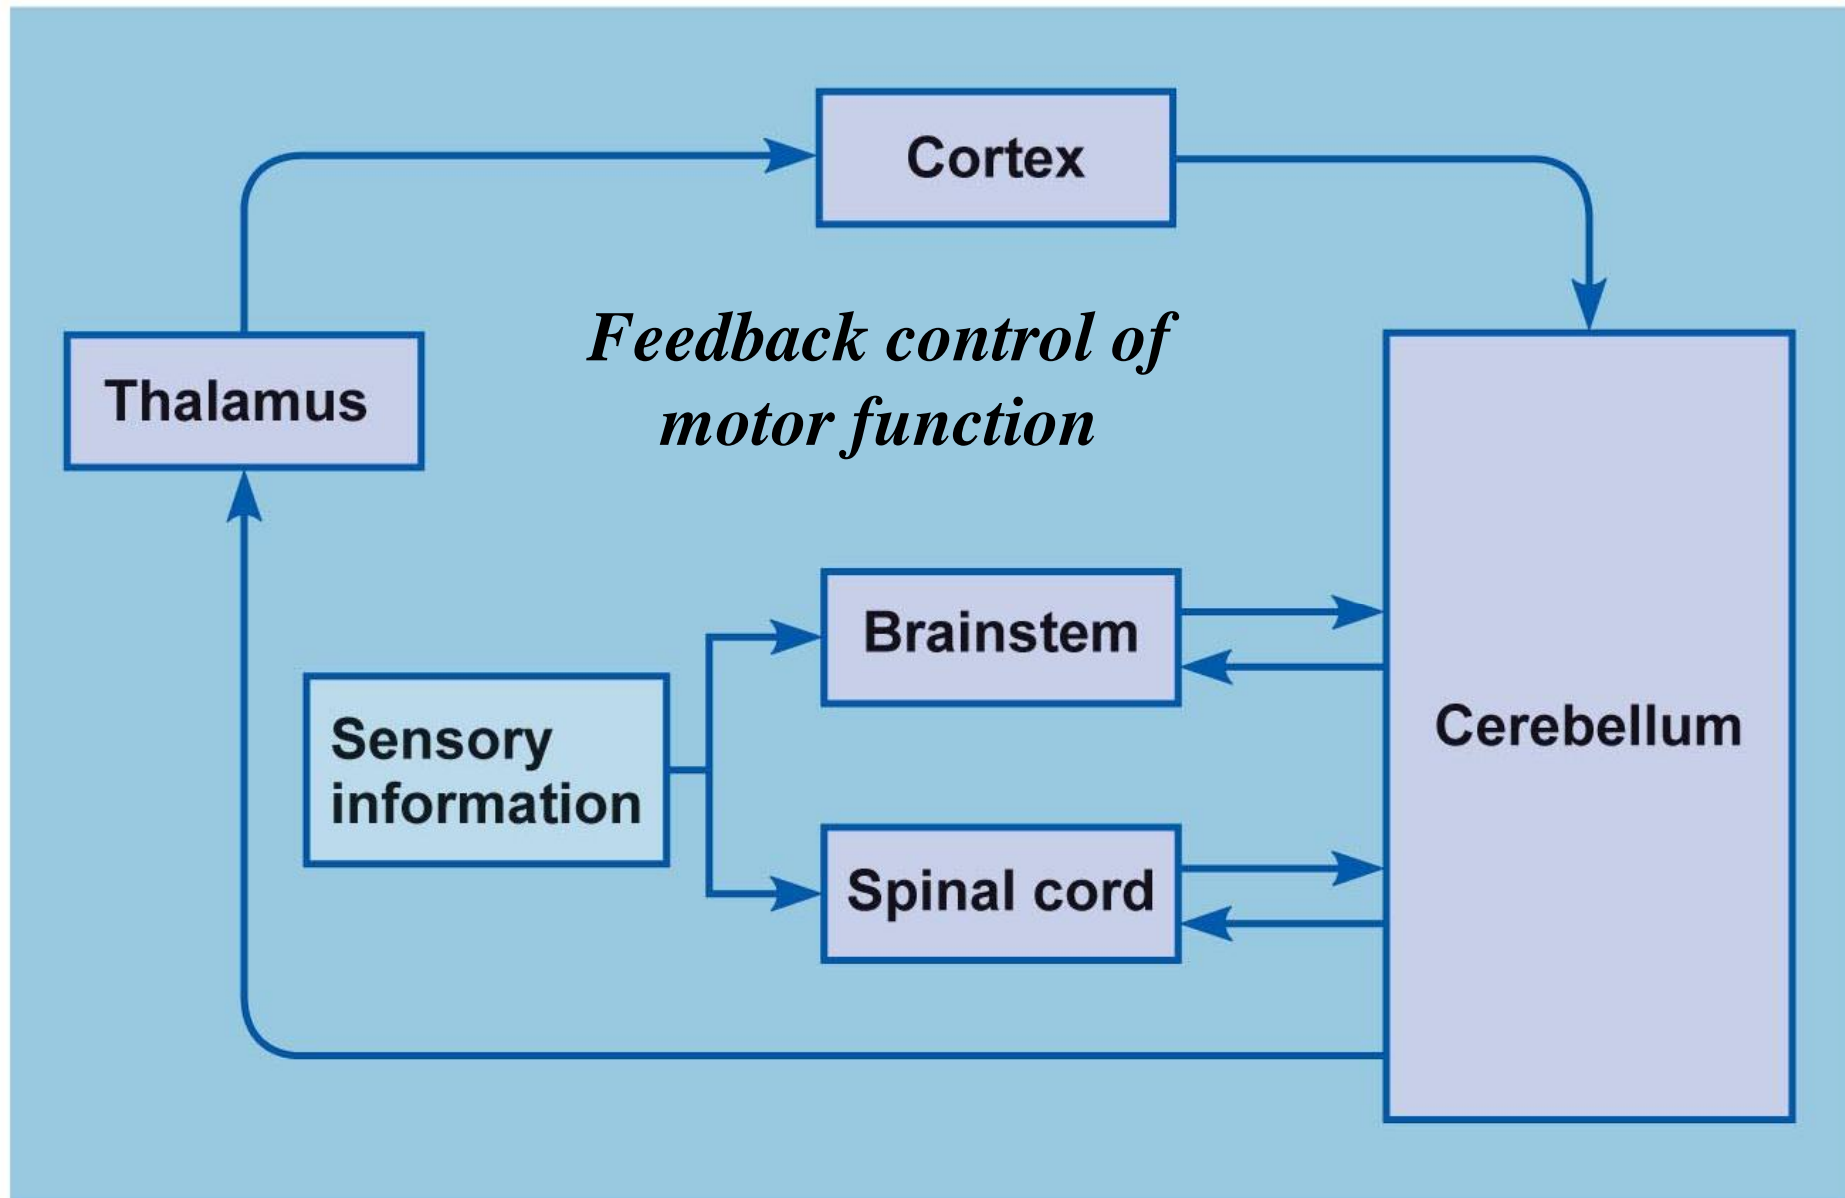 Cortex
Feedback control of
motor function
Thalamus
Brainstem
Sensory
information
Cerebellum
Spinal cord